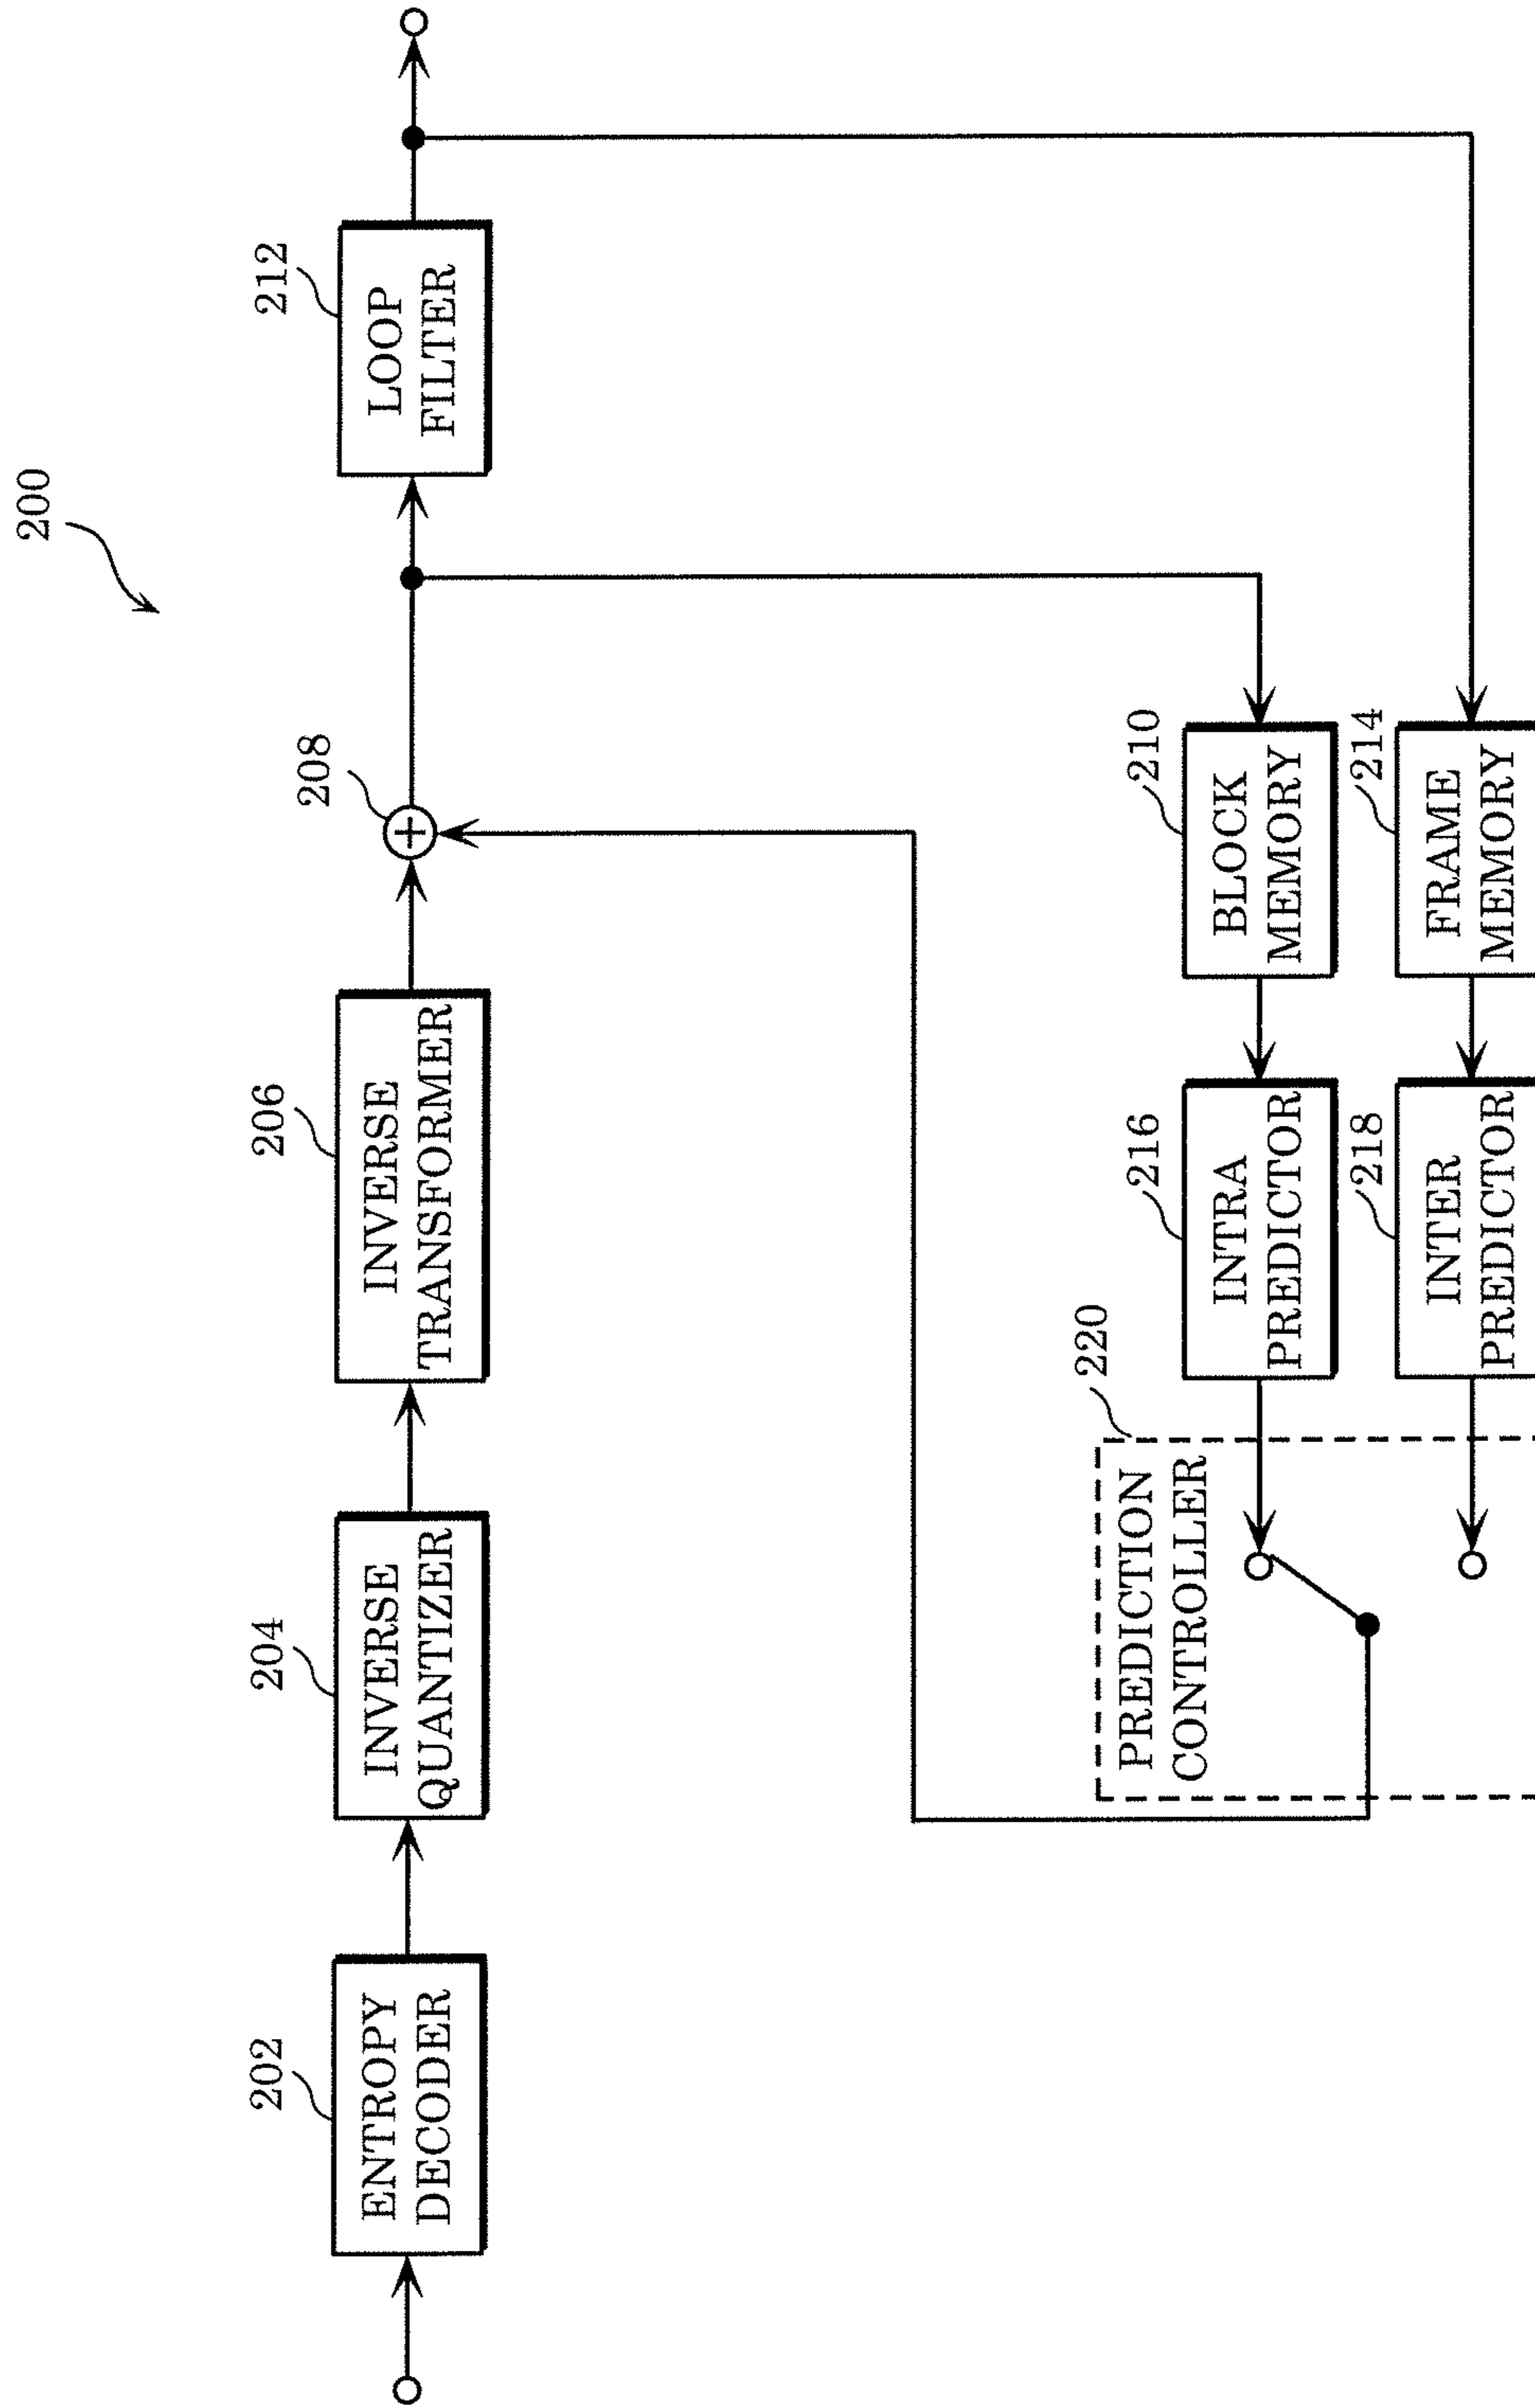 200
202
ENTROPY
DECODER
204
INVERSE
QUANTIZER
206
INVERSE
TRANSFORMER
208
+
212
LOOP
FILTER
220
PREDICTION
CONTROLLER
216
INTRA
PREDICTOR
210
BLOCK
MEMORY
218
INTER
PREDICTOR
214
FRAME
MEMORY